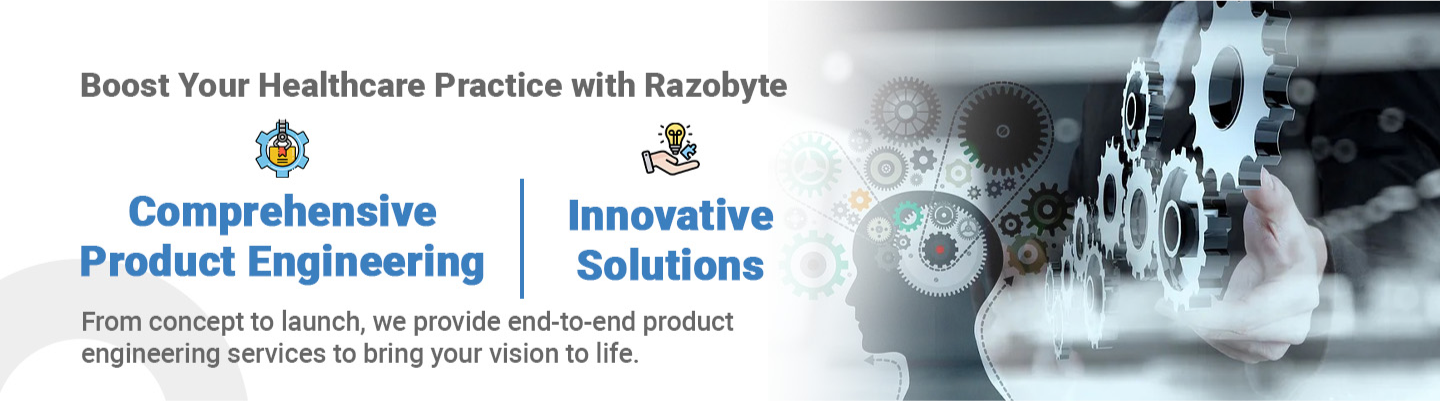 Boost Your Healthcare Practice with Razobyte
Comprehensive
Product Engineering
Innovative
Solutions
From concept to launch, we provide end-to-end product
engineering services to bring your vision to life.